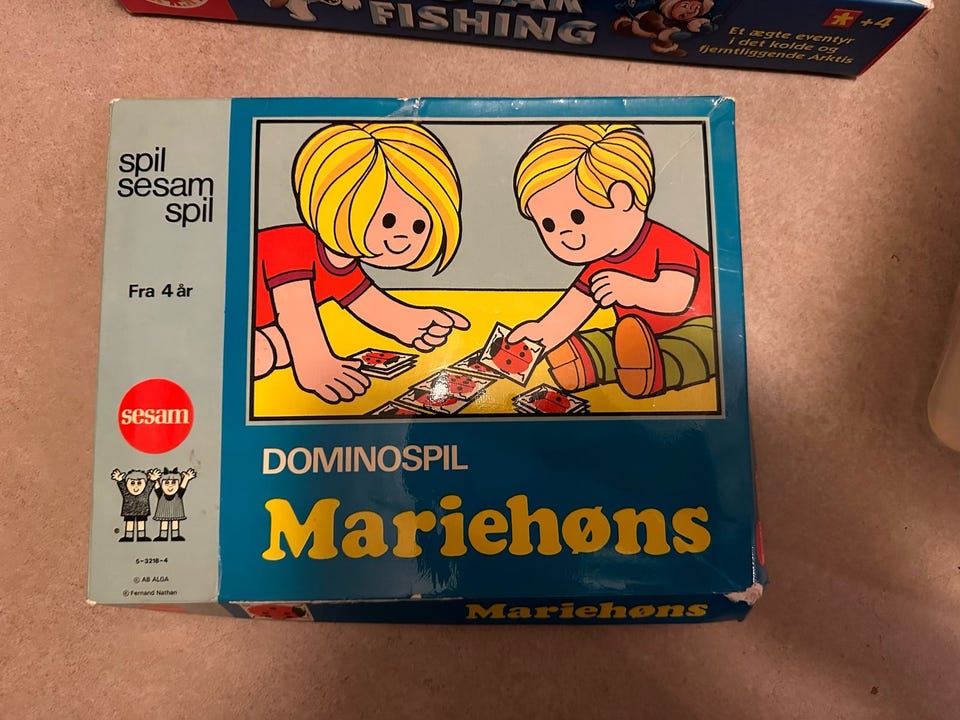 FISHING
+4
Et ægte eventyr
i det kolde og
fjerntliggende Arktis
spil
sesam
spil
Fra 4 år
sesam
5-3218-4
© AB ALGA
© Fernand Nathan
DOMINOSPIL
Mariehøns
Mariehøns